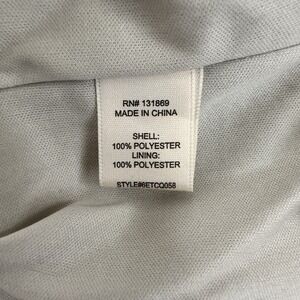 RN# 131869
MADE IN CHINA
SHELL:
100% POLYESTER
LINING:
100% POLYESTER
STYLE#6ETCQ058